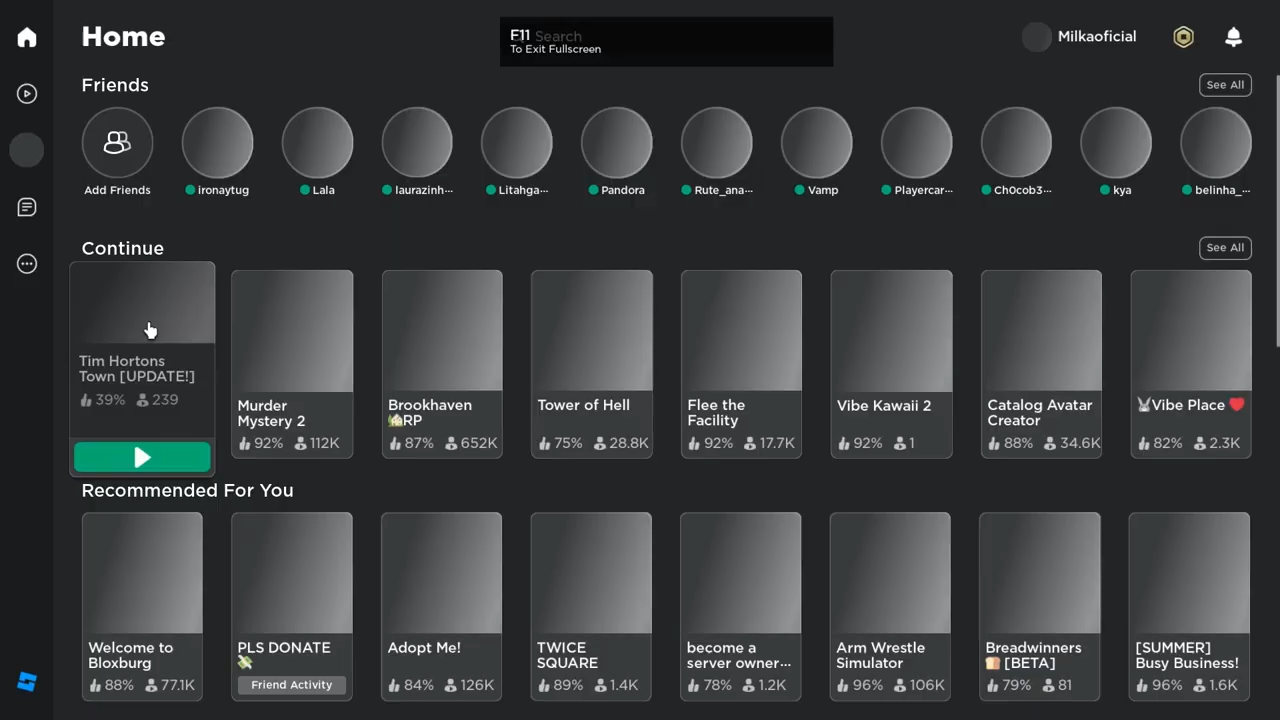 Home
F11 Search
To Exit Fullscreen
Milkaoficial
Friends
See All
Add Friends
ironaytug
Lala
laurazinh...
Litahga...
Pandora
Rute_ana...
Vamp
Playercar...
Ch0cob3...
kya
belinha_...
Continue
See All
Tim Hortons
Town [UPDATE!]
39% 239
Murder
Mystery 2
92% 112K
Brookhaven
🏡RP
87% 652K
Tower of Hell
75% 28.8K
Flee the
Facility
92% 17.7K
Vibe Kawaii 2
92% 1
Catalog Avatar
Creator
88% 34.6K
🐰Vibe Place ♥️
82% 2.3K
Recommended For You
Welcome to
Bloxburg
88% 77.1K
PLS DONATE
💸
Friend Activity
Adopt Me!
84% 126K
TWICE
SQUARE
89% 1.4K
become a
server owner...
78% 1.2K
Arm Wrestle
Simulator
96% 106K
Breadwinners
🍞 [BETA]
79% 81
[SUMMER]
Busy Business!
96% 1.6K